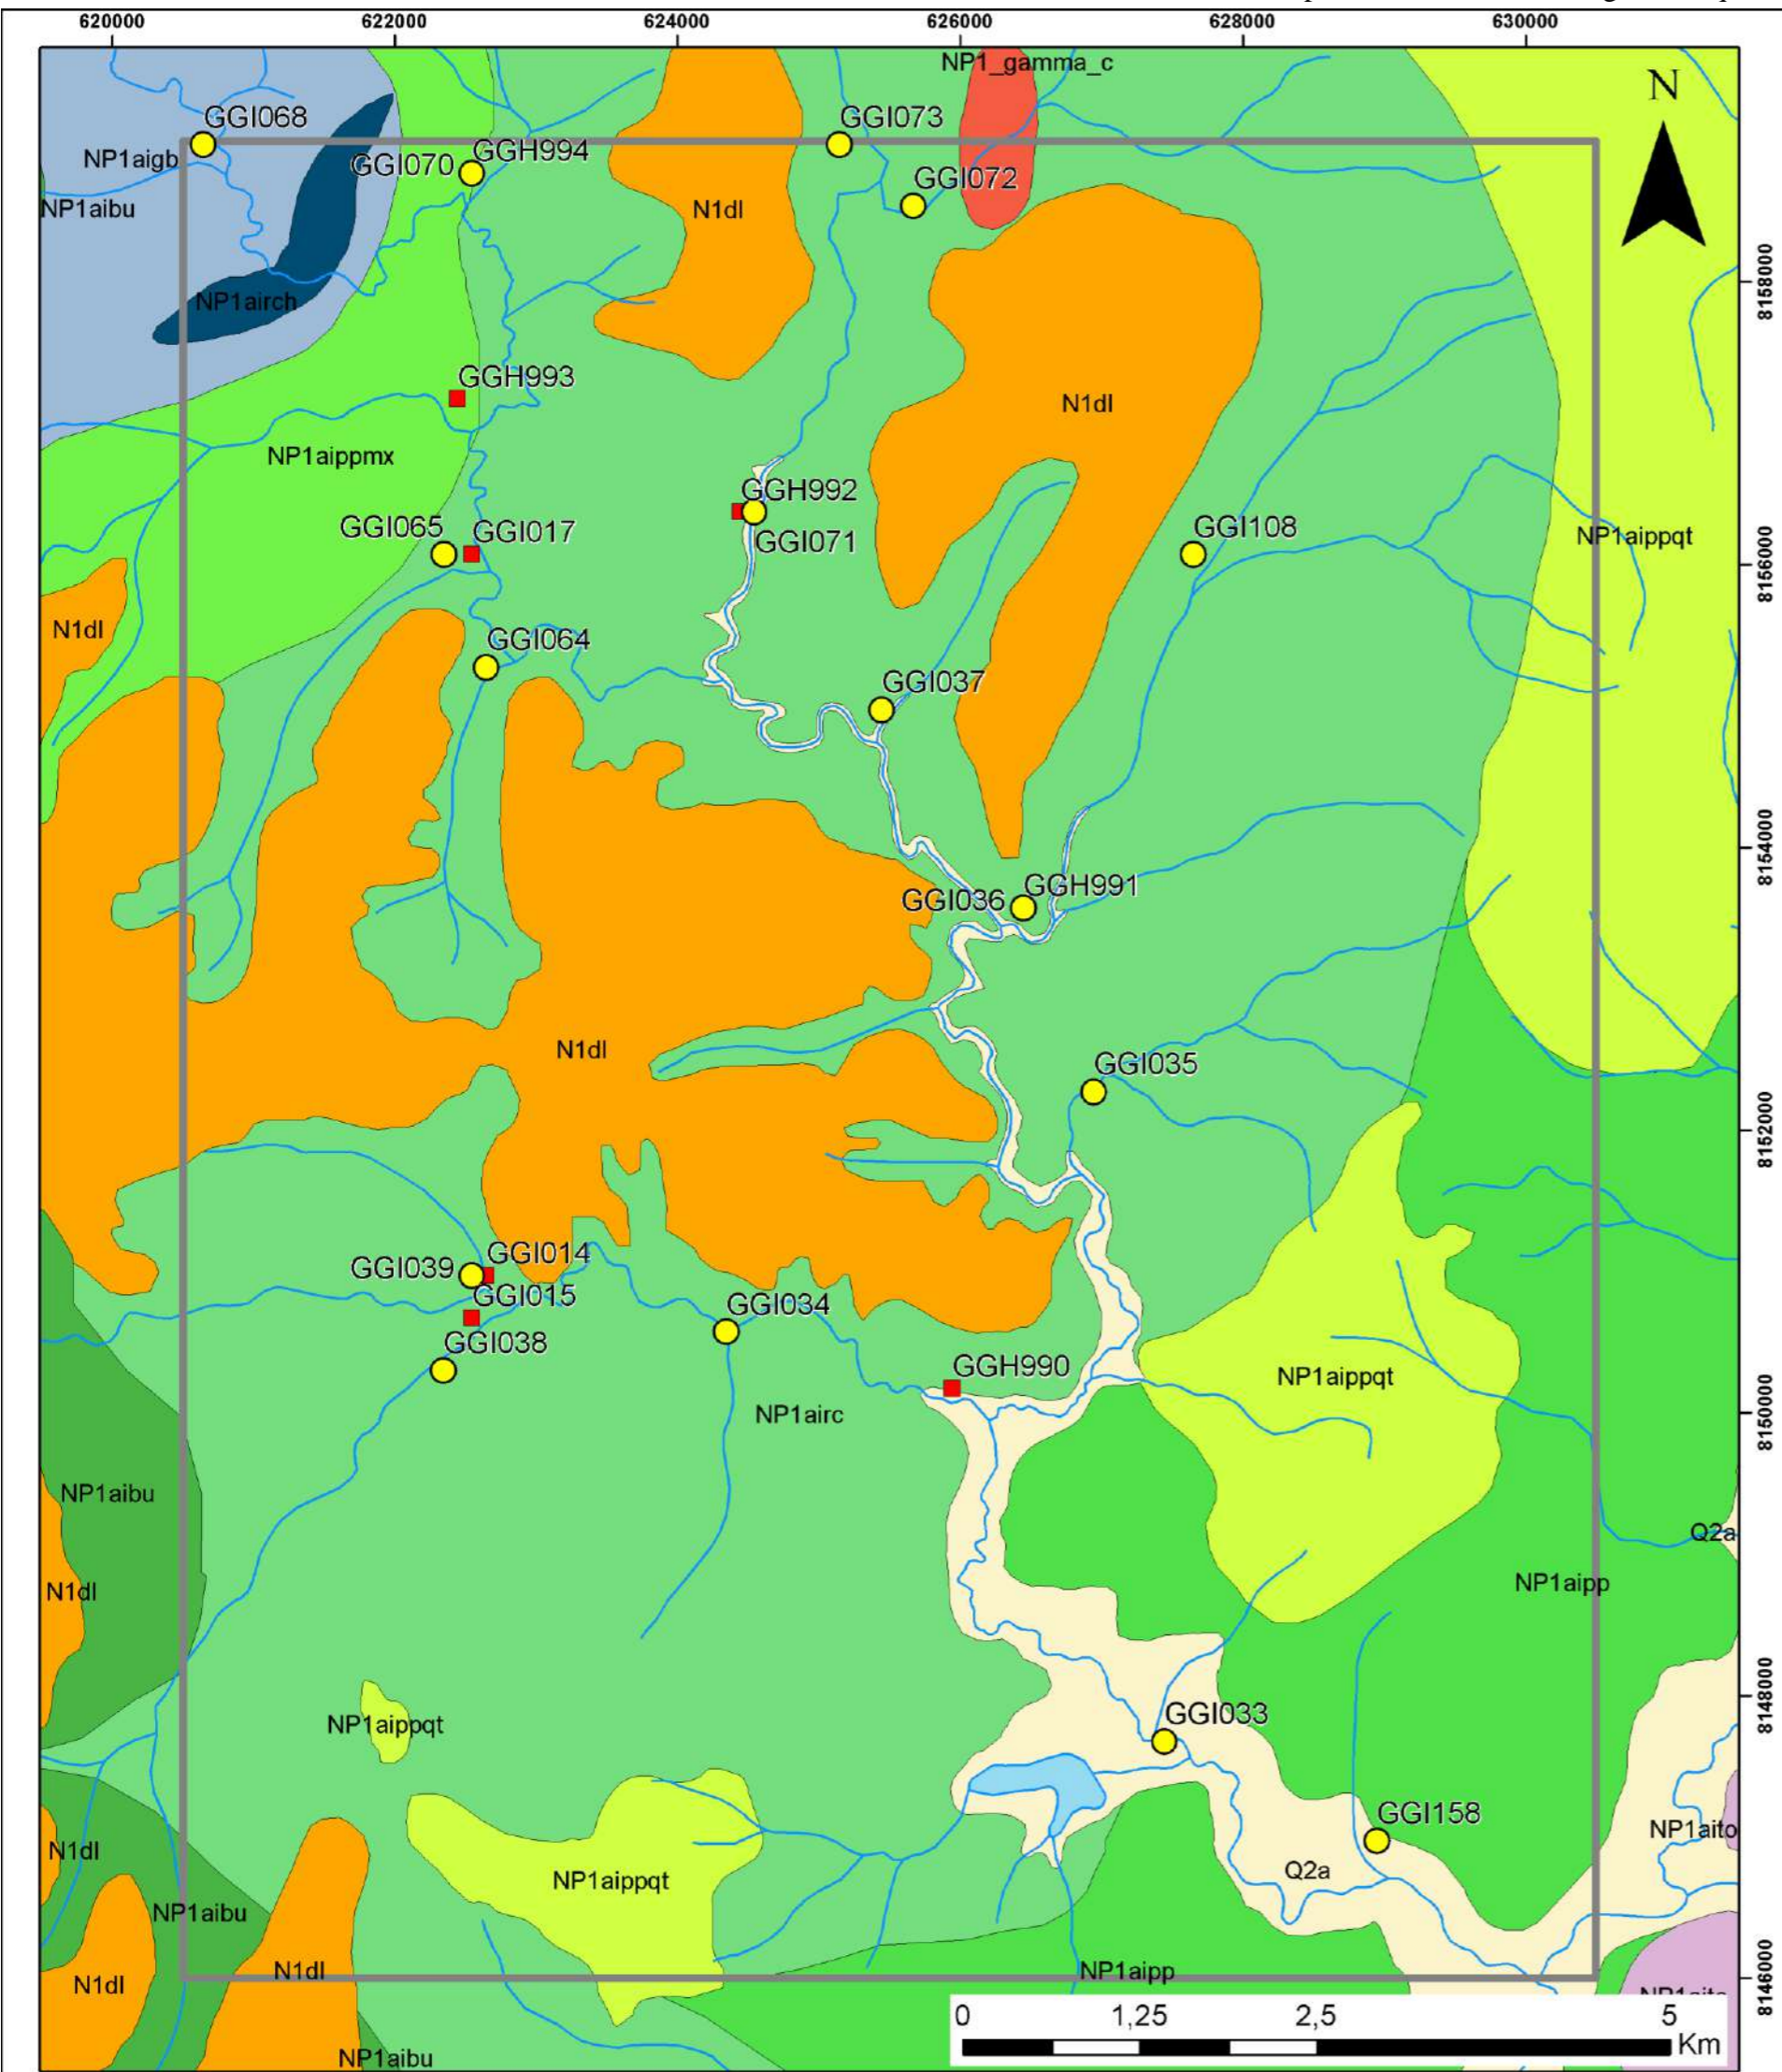 620000 622000 624000 626000 628000 630000
NP1_gamma_c
N
GGI068
GGI073
GGH994
NP1aigb
GGI070
GGI072
NP1aibu
N1dl
8158000
NP1airch
GGH993
N1dl
NP1aippmx
GGH992
GGI065
GGI017
GGI108
NP1aippqt
GGI071
8156000
N1dl
GGI064
GGI037
8154000
GGH991
GGI036
N1dl
GGI035
8152000
GGI014
GGI039
GGI015
GGI034
GGI038
GGH990
NP1aippqt
NP1airc
8150000
NP1aibu
Q2a
N1dl
NP1aipp
GGI033
8148000
NP1aippqt
GGI158
NP1aito
N1dl
Q2a
NP1aippqt
NP1aibu
N1dl
N1dl
NP1aipp
8146000
0 1,25 2,5 5
Km
NP1aibu